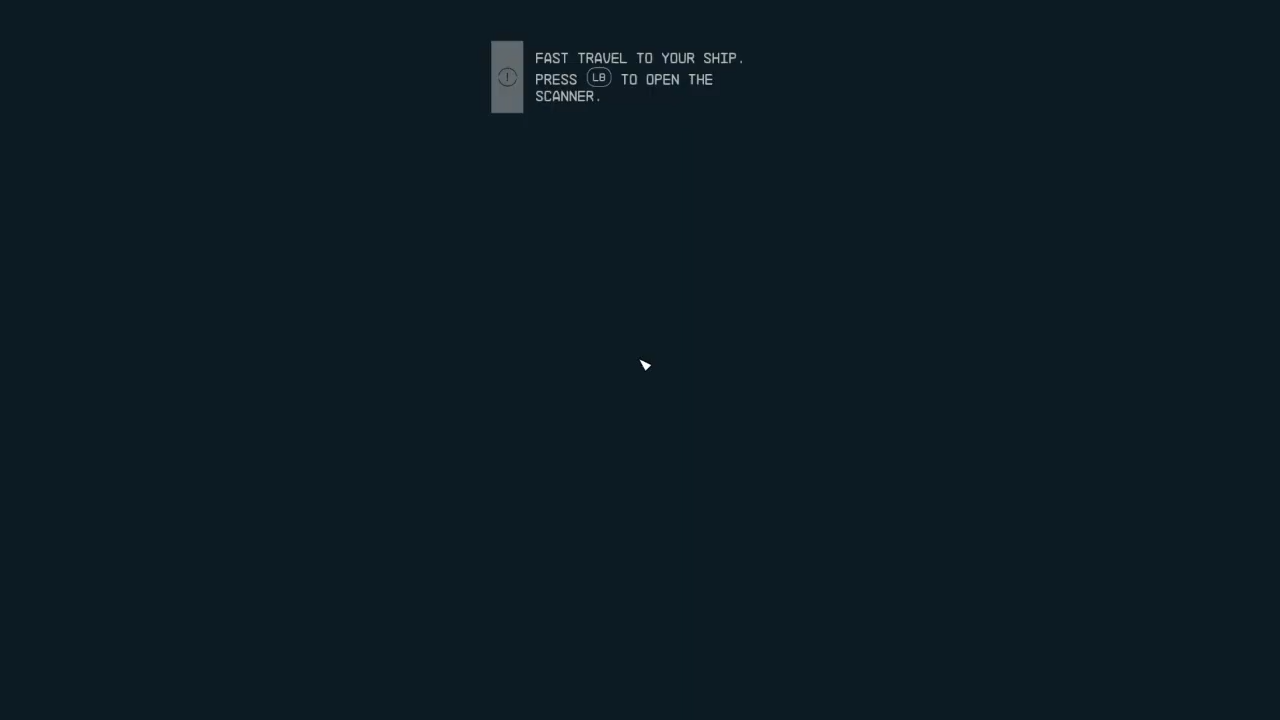 FAST TRAVEL TO YOUR SHIP.
PRESS LB TO OPEN THE
SCANNER.